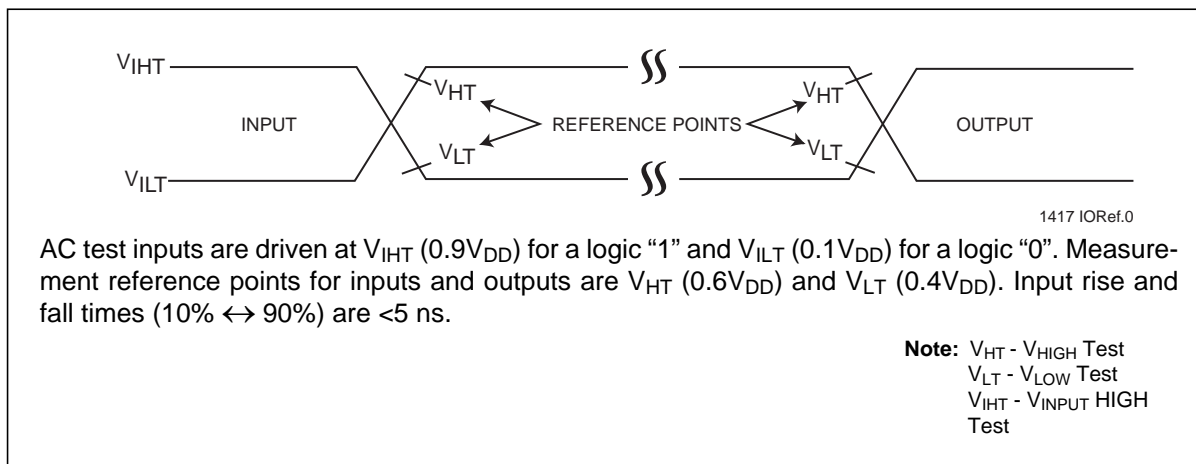 VIHT
VHT
VHT
INPUT
REFERENCE POINTS
OUTPUT
VLT
VLT
VILT
1417 IORef.0
AC test inputs are driven at VIHT (0.9VDD) for a logic “1” and VILT (0.1VDD) for a logic “0”. Measure-
ment reference points for inputs and outputs are VHT (0.6VDD) and VLT (0.4VDD). Input rise and
fall times (10% ↔ 90%) are <5 ns.
Note: VHT - VHIGH Test
VLT - VLOW Test
VIHT - VINPUT HIGH
Test